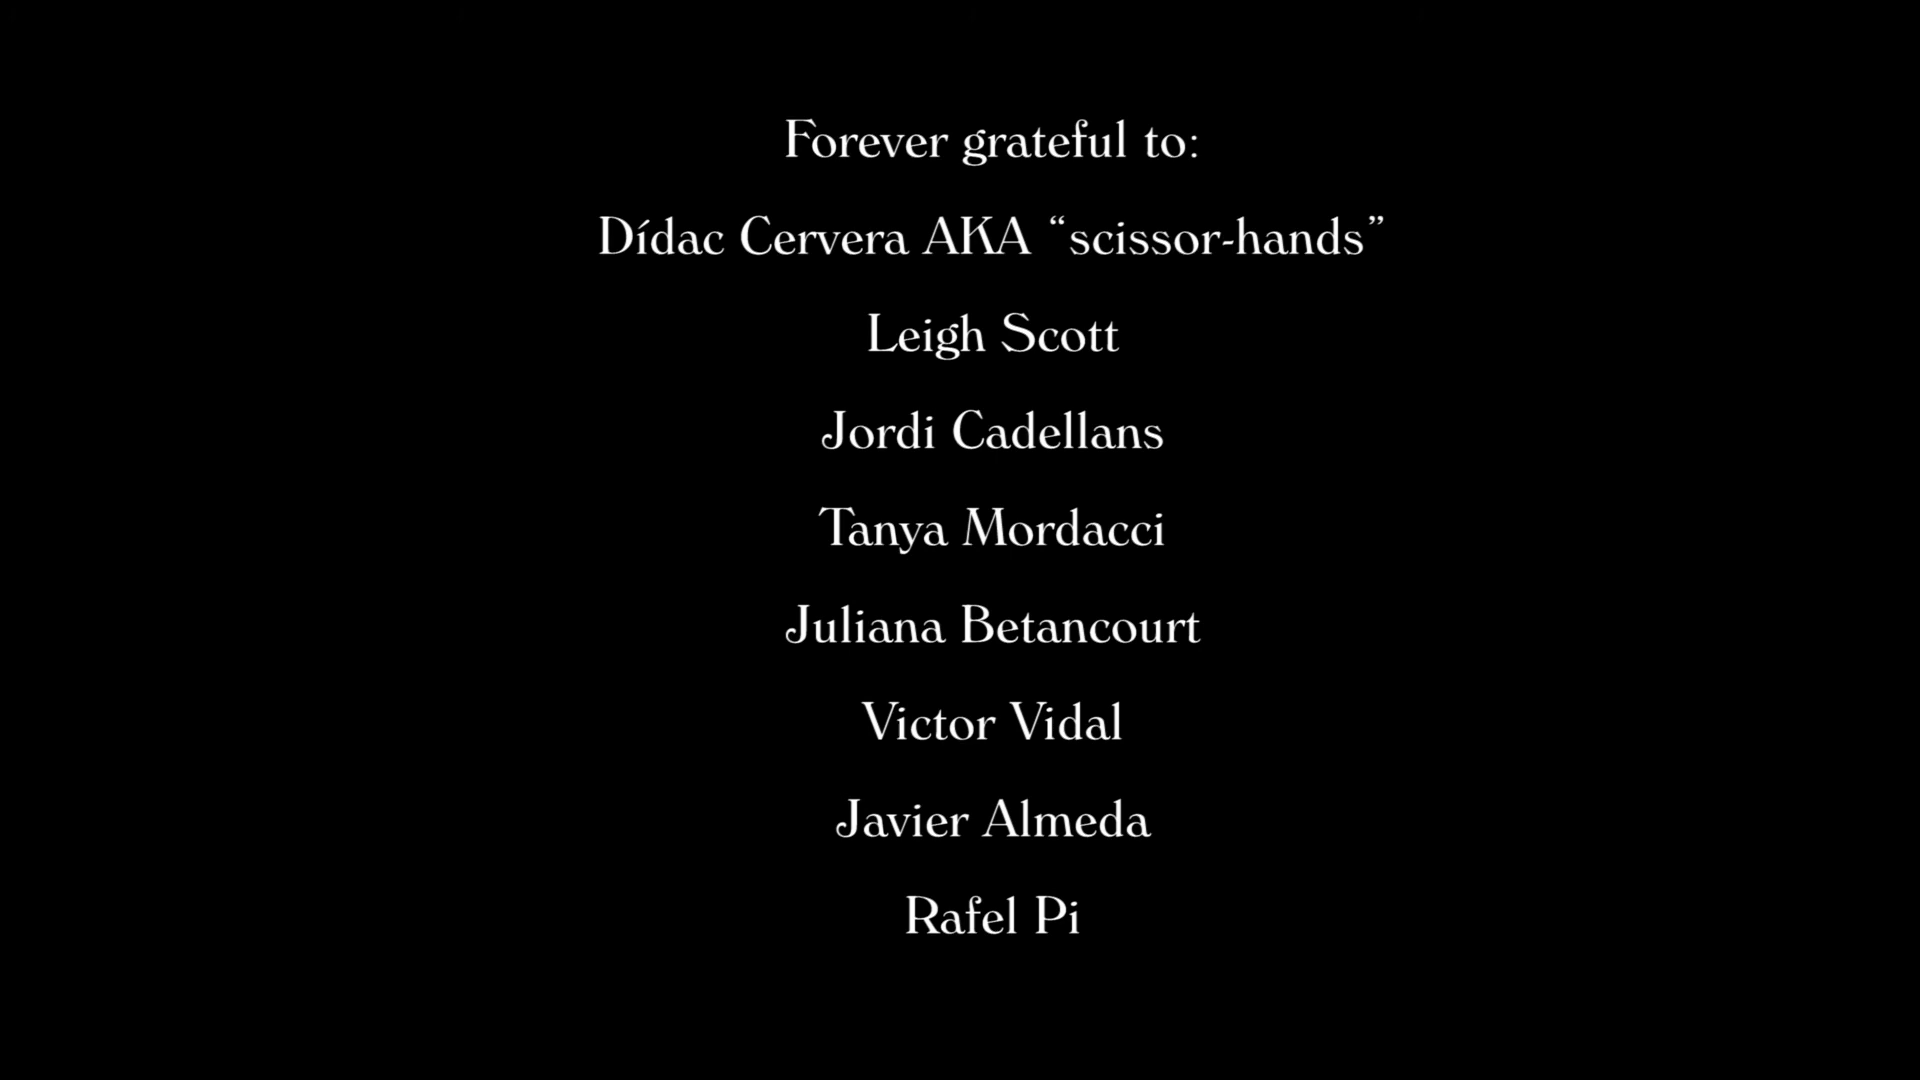 Forever grateful to:
Dídac Cervera AKA “scissor-hands”
Leigh Scott
Jordi Cadellans
Tanya Mordacci
Juliana Betancourt
Victor Vidal
Javier Almeda
Rafel Pi